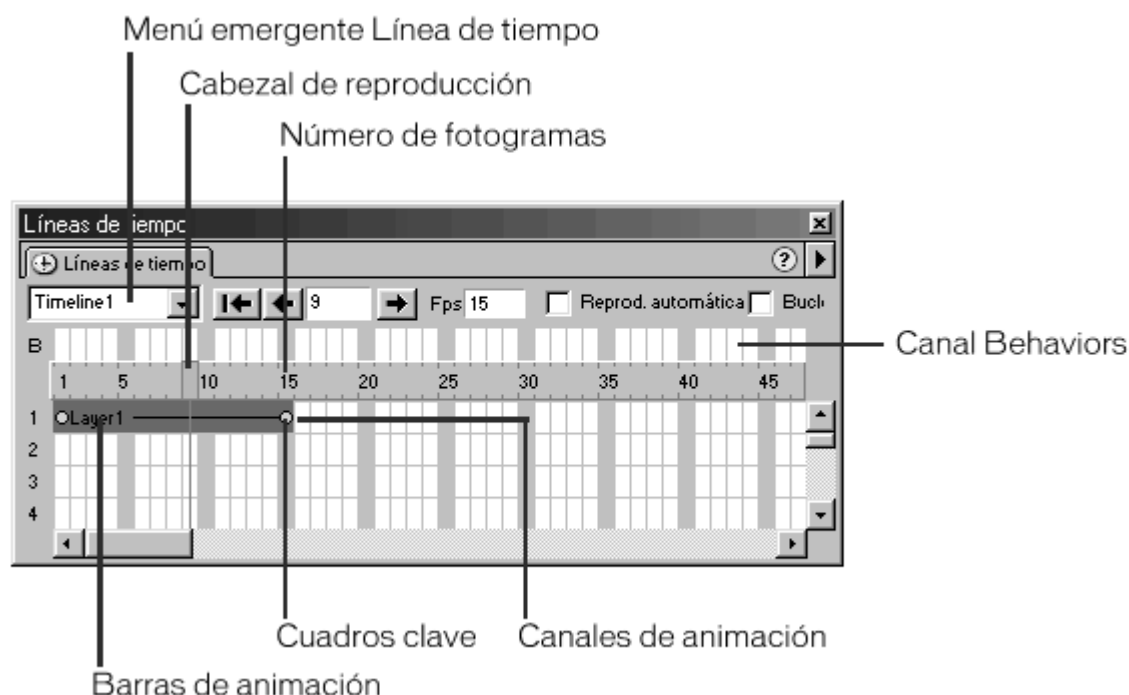 Menú emergente Línea de tiempo
Cabezal de reproducción
Número de fotogramas
Líneas de tiempo
Líneas de tiempo
Timeline1 9 Fps 15 Reprod. automática Bucle
B
Canal Behaviors
1 5 10 15 20 25 30 35 40 45
1 Layer1
2
3
4
Cuadros clave Canales de animación
Barras de animación